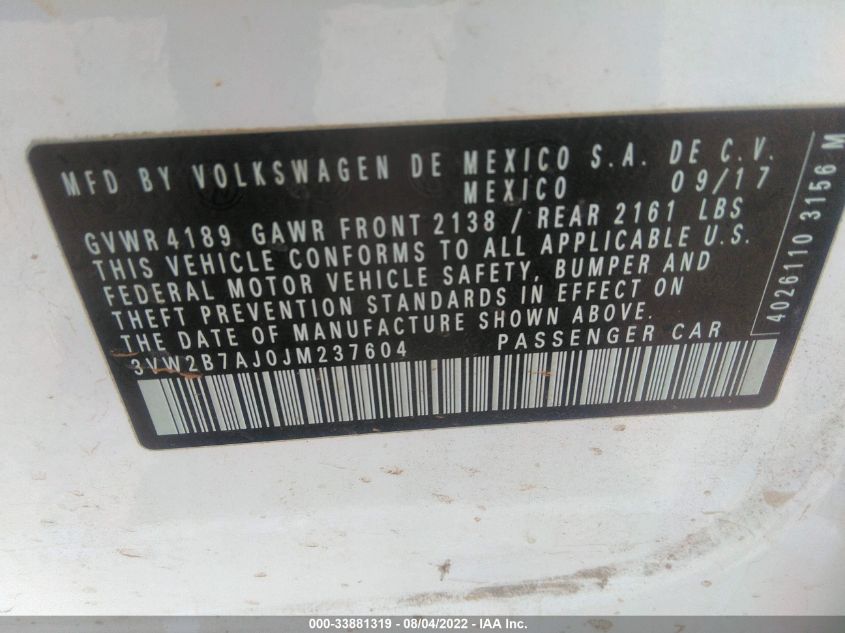 MFD BY VOLKSWAGEN DE MEXICO S.A. DE C.V.
MEXICO 09/17
GVWR 4189 GAWR FRONT 2138 / REAR 2161 LBS
THIS VEHICLE CONFORMS TO ALL APPLICABLE U.S.
FEDERAL MOTOR VEHICLE SAFETY, BUMPER AND
THEFT PREVENTION STANDARDS IN EFFECT ON
THE DATE OF MANUFACTURE SHOWN ABOVE.
3VW2B7AJ0JM237604 PASSENGER CAR
4026110 3156 M
000-33881319 - 08/04/2022 - IAA Inc.